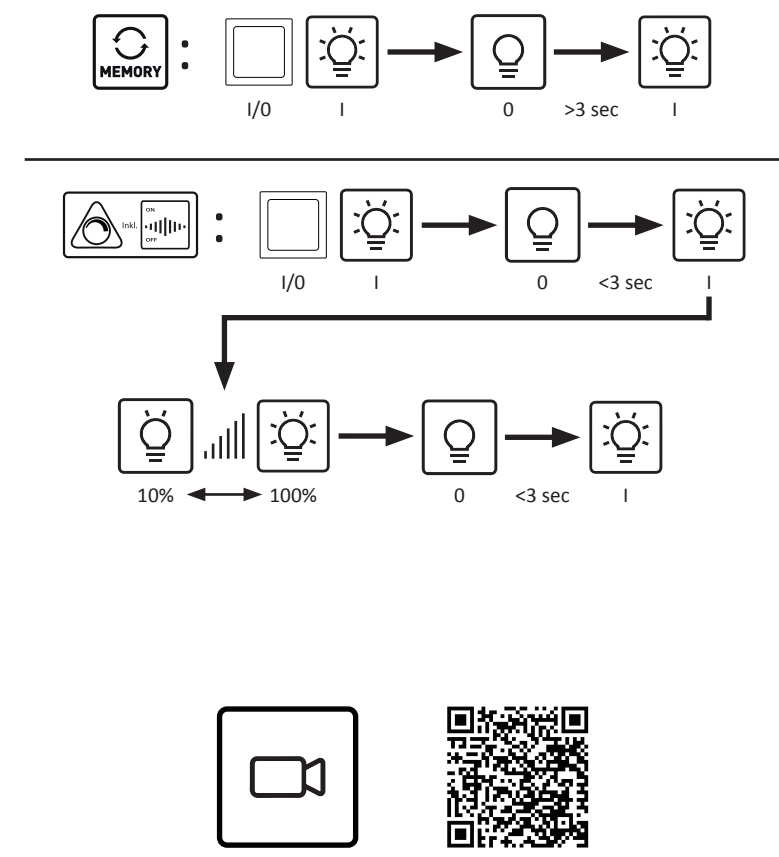 MEMORY :
I/0 I 0 >3 sec I
ON
Inkl.
OFF
:
I/0 I 0 <3 sec I
10% 100% 0 <3 sec I